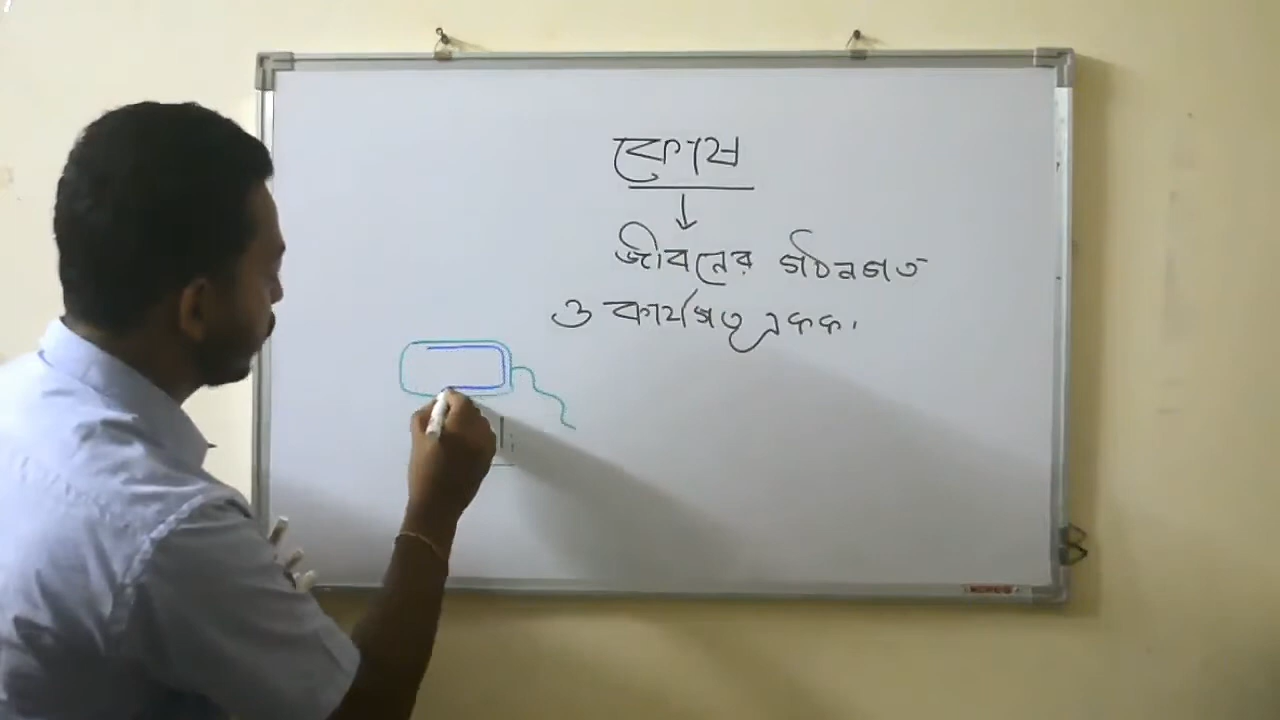 কোষ
জীবনের গঠনগত
ও কার্যগত একক।